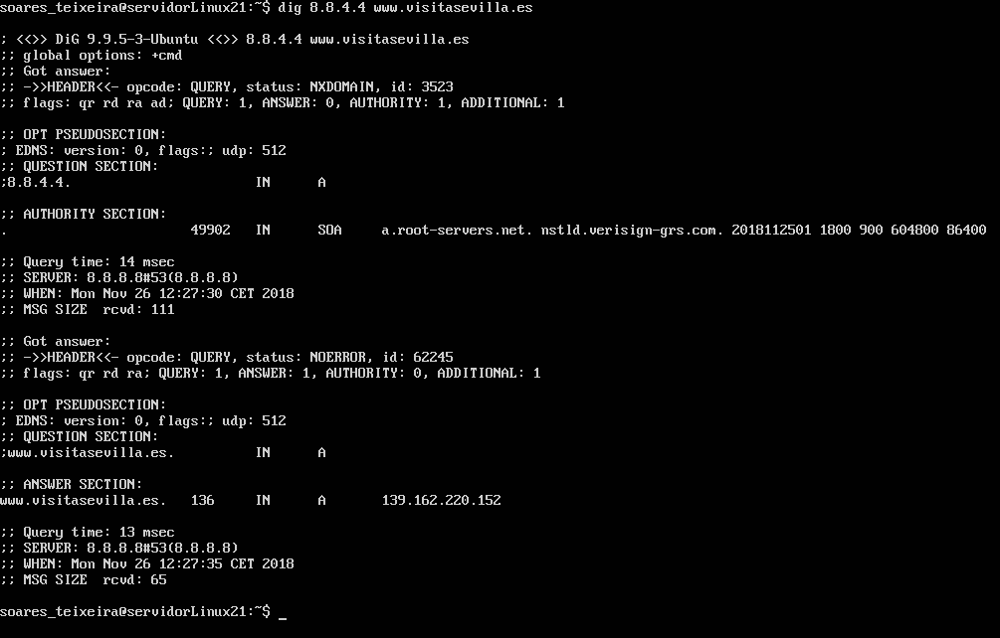 soares_teixeira@servidorLinux21:~$ dig 8.8.4.4 www.visitasevilla.es

; <<>> DiG 9.9.5-3-Ubuntu <<>> 8.8.4.4 www.visitasevilla.es
;; global options: +cmd
;; Got answer:
;; ->>HEADER<<- opcode: QUERY, status: NXDOMAIN, id: 3523
;; flags: qr rd ra ad; QUERY: 1, ANSWER: 0, AUTHORITY: 1, ADDITIONAL: 1

;; OPT PSEUDOSECTION:
; EDNS: version: 0, flags:; udp: 512
;; QUESTION SECTION:
;8.8.4.4.                       IN      A

;; AUTHORITY SECTION:
.                       49902   IN      SOA     a.root-servers.net. nstld.verisign-grs.com. 2018112501 1800 900 604800 86400

;; Query time: 14 msec
;; SERVER: 8.8.8.8#53(8.8.8.8)
;; WHEN: Mon Nov 26 12:27:30 CET 2018
;; MSG SIZE  rcvd: 111

;; Got answer:
;; ->>HEADER<<- opcode: QUERY, status: NOERROR, id: 62245
;; flags: qr rd ra; QUERY: 1, ANSWER: 1, AUTHORITY: 0, ADDITIONAL: 1

;; OPT PSEUDOSECTION:
; EDNS: version: 0, flags:; udp: 512
;; QUESTION SECTION:
;www.visitasevilla.es.          IN      A

;; ANSWER SECTION:
www.visitasevilla.es.   136     IN      A       139.162.220.152

;; Query time: 13 msec
;; SERVER: 8.8.8.8#53(8.8.8.8)
;; WHEN: Mon Nov 26 12:27:35 CET 2018
;; MSG SIZE  rcvd: 65

soares_teixeira@servidorLinux21:~$ _